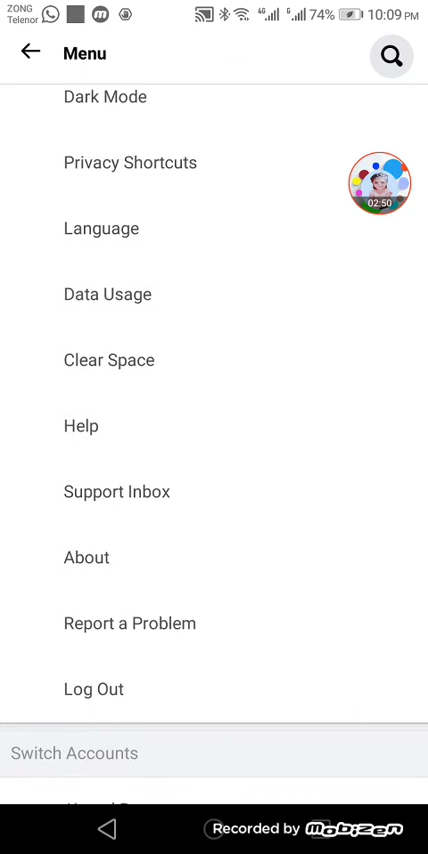 ZONG
Telenor
4G
G
74%
10:09 PM
Menu
Dark Mode
Privacy Shortcuts
02:50
Language
Data Usage
Clear Space
Help
Support Inbox
About
Report a Problem
Log Out
Switch Accounts
Recorded by mobizen